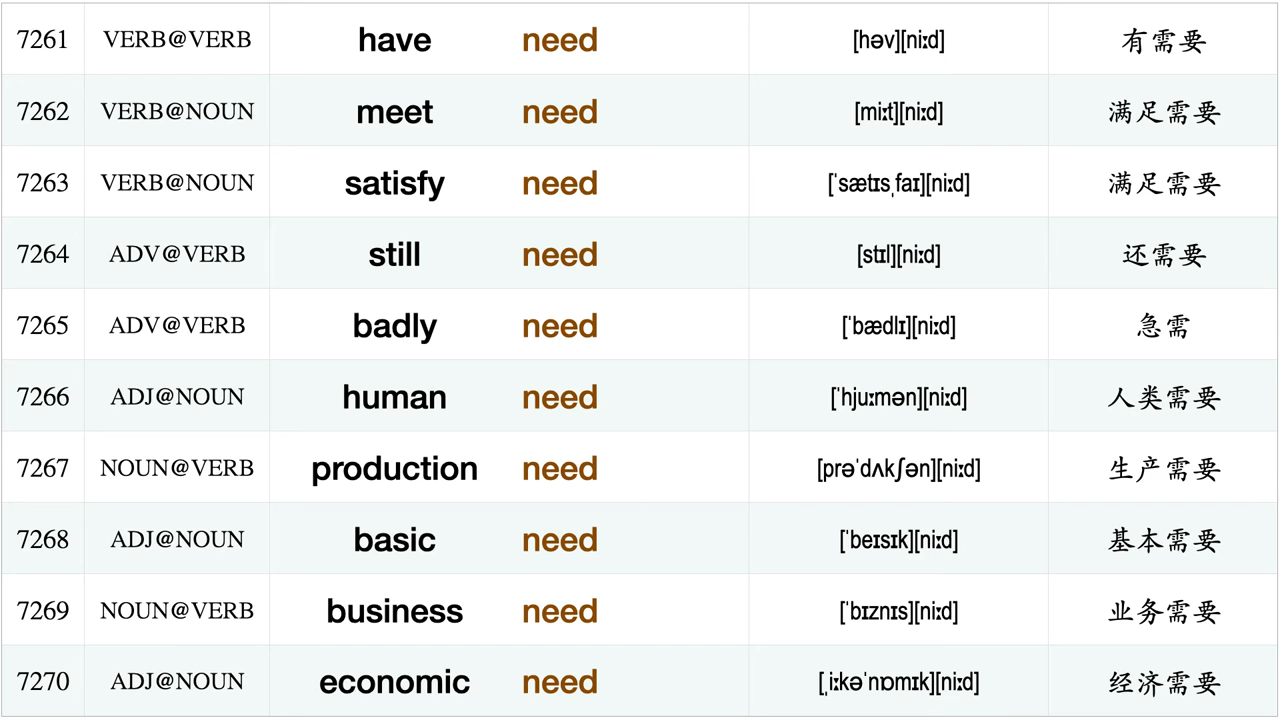 7261 VERB@VERB have need [həv][niːd] 有需要
7262 VERB@NOUN meet need [miːt][niːd] 满足需要
7263 VERB@NOUN satisfy need [ˈsætɪsˌfaɪ][niːd] 满足需要
7264 ADV@VERB still need [stɪl][niːd] 还需要
7265 ADV@VERB badly need [ˈbædlɪ][niːd] 急需
7266 ADJ@NOUN human need [ˈhjuːmən][niːd] 人类需要
7267 NOUN@VERB production need [prəˈdʌkʃən][niːd] 生产需要
7268 ADJ@NOUN basic need [ˈbeɪsɪk][niːd] 基本需要
7269 NOUN@VERB business need [ˈbɪznɪs][niːd] 业务需要
7270 ADJ@NOUN economic need [ˌiːkəˈnɒmɪk][niːd] 经济需要